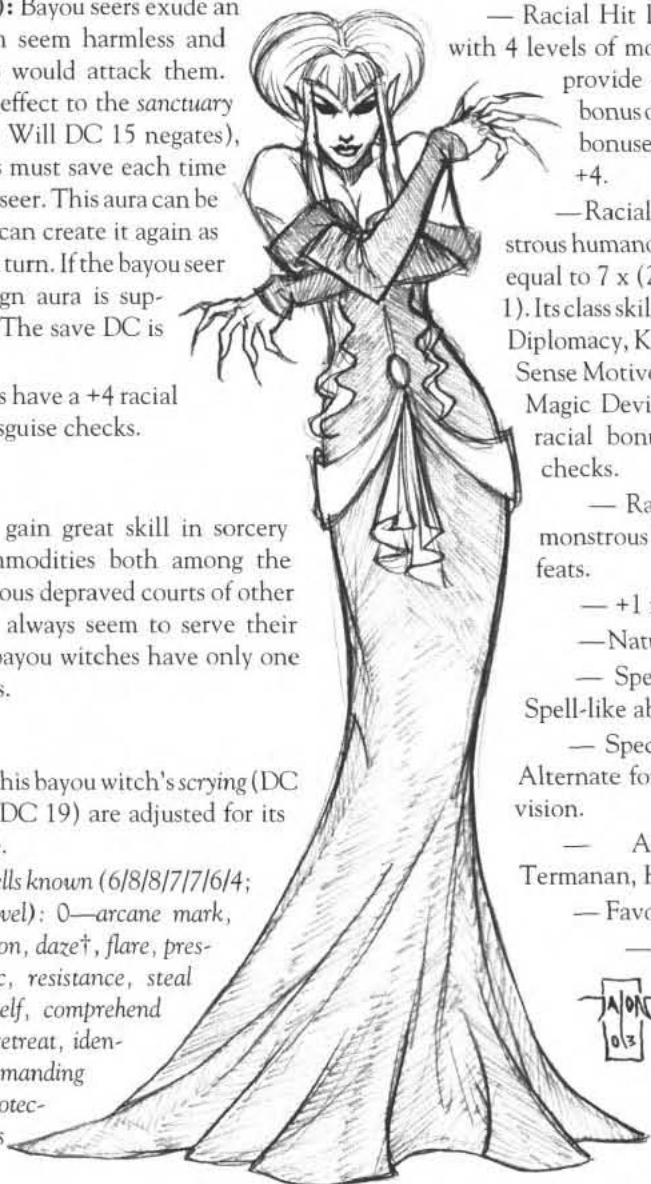 ): Bayou seers exude an
n seem harmless and
would attack them.
effect to the sanctuary
Will DC 15 negates),
s must save each time
seer. This aura can be
can create it again as
turn. If the bayou seer
gn aura is sup-
The save DC is
s have a +4 racial
sguise checks.
gain great skill in sorcery
mmodities both among the
ous depraved courts of other
always seem to serve their
bayou witches have only one
s.
his bayou witch's scrying (DC
DC 19) are adjusted for its
.
ells known (6/8/8/7/7/6/4;
vel): 0—arcane mark,
on, daze†, flare, pres-
c, resistance, steal
elf, comprehend
retreat, iden-
manding
otec-
s
— Racial Hit D
with 4 levels of mo
provide
bonus o
bonuse
+4.
—Racial
strous humano
equal to 7 x (2
1). Its class skil
Diplomacy, K
Sense Motive
Magic Devi
racial bonu
checks.
— Ra
monstrous
feats.
— +1 n
—Natu
— Spe
Spell-like ab
— Spec
Alternate fo
vision.
— A
Termanan, H
— Favo
—
03